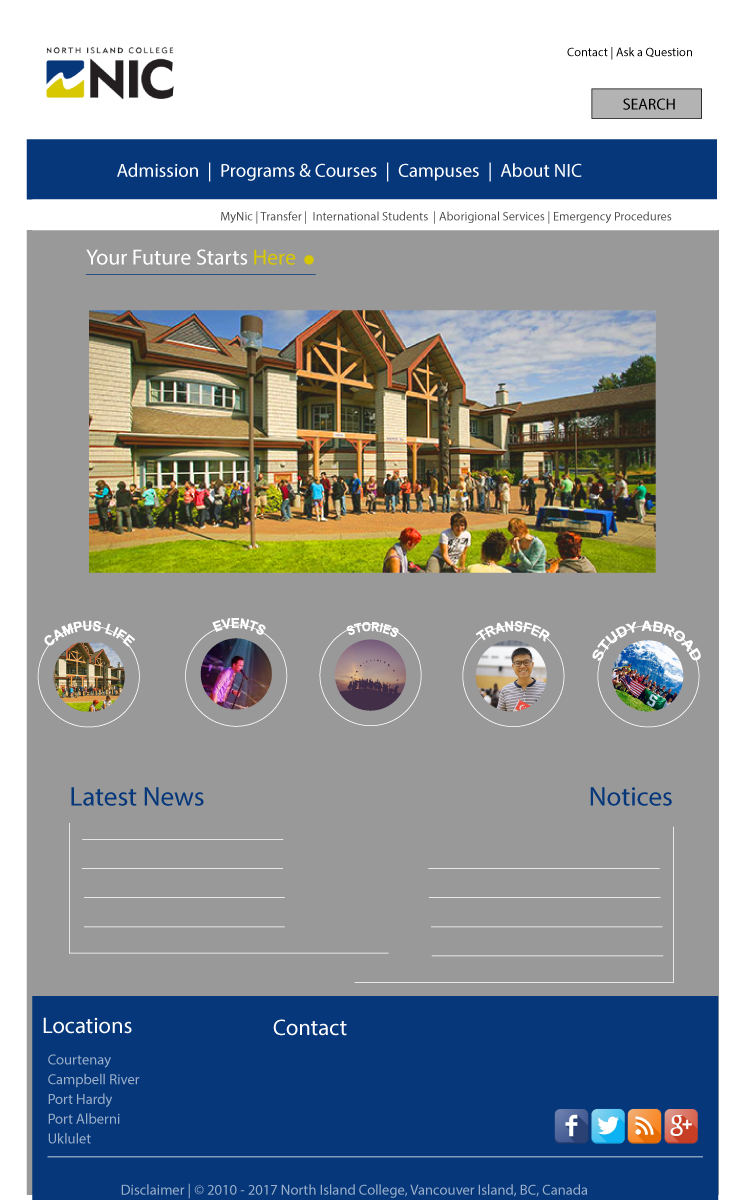 NORTH ISLAND COLLEGE
NIC
Contact | Ask a Question
SEARCH
Admission | Programs & Courses | Campuses | About NIC
MyNic | Transfer | International Students | Aborigional Services | Emergency Procedures
Your Future Starts Here
CAMPUS LIFE
EVENTS
STORIES
TRANSFER
STUDY ABROAD
Latest News
Notices
Locations
Contact
Courtenay
Campbell River
Port Hardy
Port Alberni
Uklulet
f
g+
Disclaimer | © 2010 - 2017 North Island College, Vancouver Island, BC, Canada